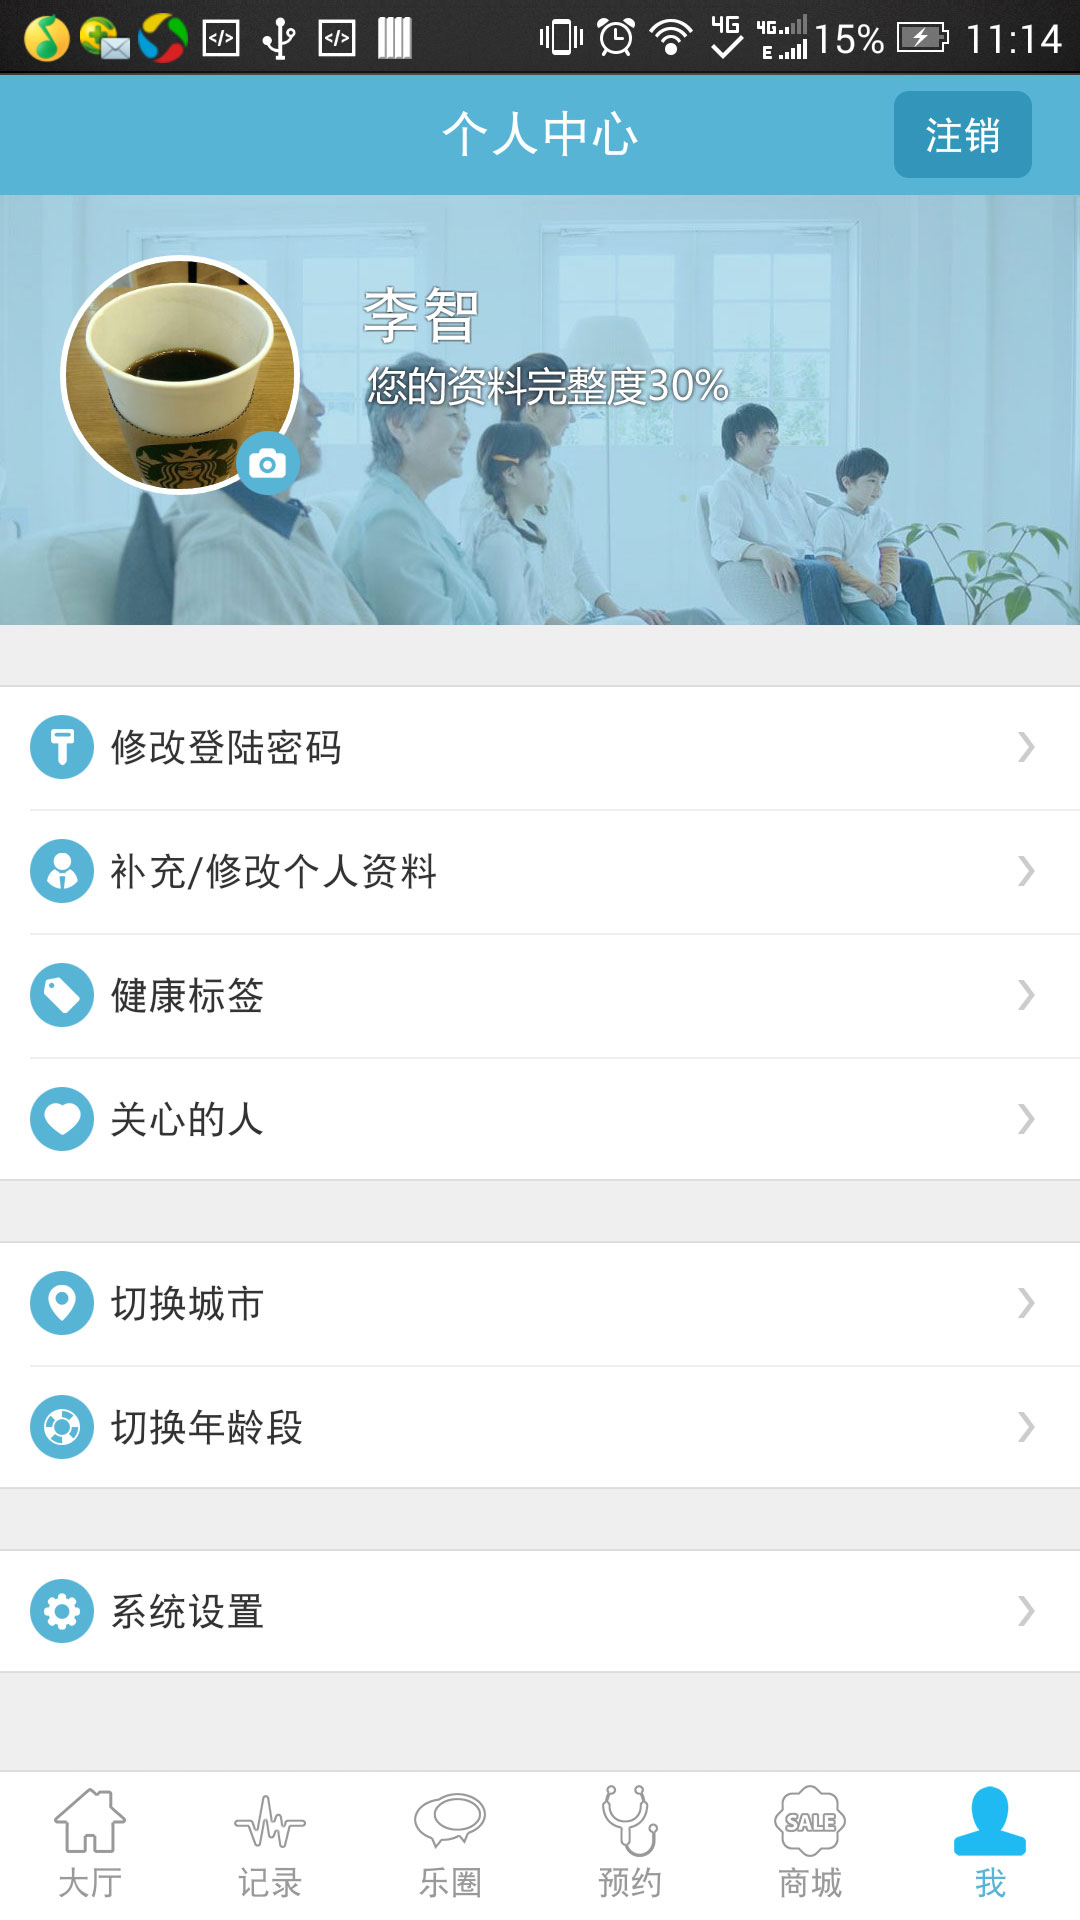 4G
4G
E
15%
11:14
个人中心
注销
李智
您的资料完整度30%
修改登陆密码
补充/修改个人资料
健康标签
关心的人
切换城市
切换年龄段
系统设置
SALE
大厅
记录
乐圈
预约
商城
我